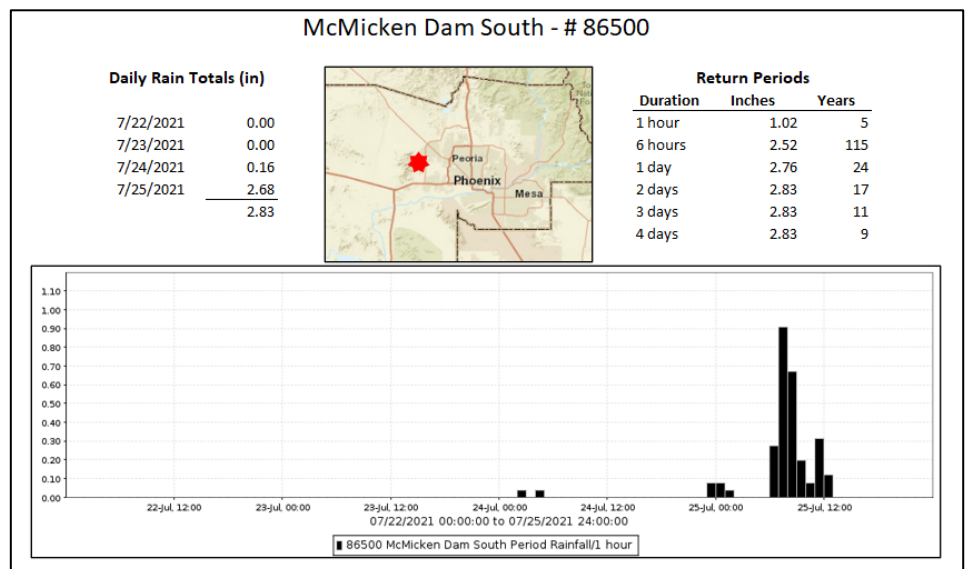 McMicken Dam South - # 86500
Daily Rain Totals (in)
7/22/2021 0.00
7/23/2021 0.00
7/24/2021 0.16
7/25/2021 2.68
2.83
Peoria
Phoenix
Mesa
Return Periods
Duration Inches Years
1 hour 1.02 5
6 hours 2.52 115
1 day 2.76 24
2 days 2.83 17
3 days 2.83 11
4 days 2.83 9
1.10
1.00
0.90
0.80
0.70
0.60
0.50
0.40
0.30
0.20
0.10
0.00
22-Jul, 12:00 23-Jul, 00:00 23-Jul, 12:00 24-Jul, 00:00 24-Jul, 12:00 25-Jul, 00:00 25-Jul, 12:00
07/22/2021 00:00:00 to 07/25/2021 24:00:00
86500 McMicken Dam South Period Rainfall/1 hour